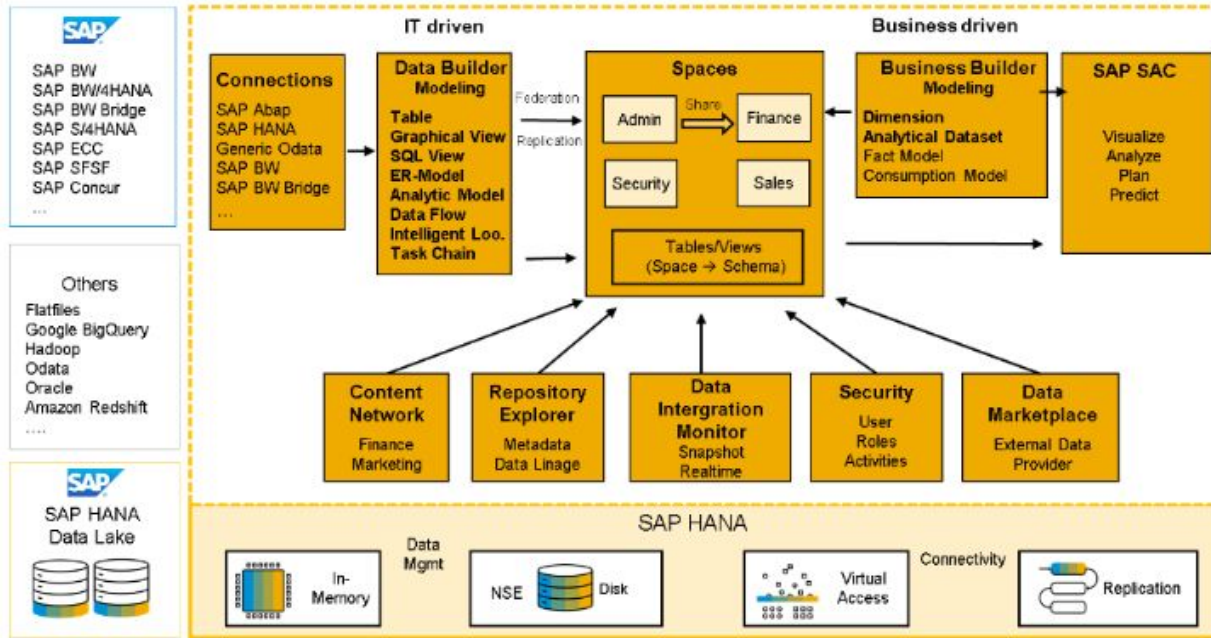 SAP
SAP BW
SAP BW/4HANA
SAP BW Bridge
SAP S/4HANA
SAP ECC
SAP SFSF
SAP Concur
...
Others
Flatfiles
Google BigQuery
Hadoop
Odata
Oracle
Amazon Redshift
....
SAP
SAP HANA
Data Lake
IT driven
Business driven
Connections
SAP Abap
SAP HANA
Generic Odata
SAP BW
SAP BW Bridge
...
Data Builder
Modeling
Table
Graphical View
SQL View
ER-Model
Analytic Model
Data Flow
Intelligent Loo.
Task Chain
Federation
Replication
Spaces
Admin
Share
Finance
Security
Sales
Tables/Views
(Space → Schema)
Business Builder
Modeling
Dimension
Analytical Dataset
Fact Model
Consumption Model
SAP SAC
Visualize
Analyze
Plan
Predict
Content
Network
Finance
Marketing
Repository
Explorer
Metadata
Data Linage
Data
Intergration
Monitor
Snapshot
Realtime
Security
User
Roles
Activities
Data
Marketplace
External Data
Provider
SAP HANA
In-
Memory
Data
Mgmt
NSE
Disk
Virtual
Access
Connectivity
Replication